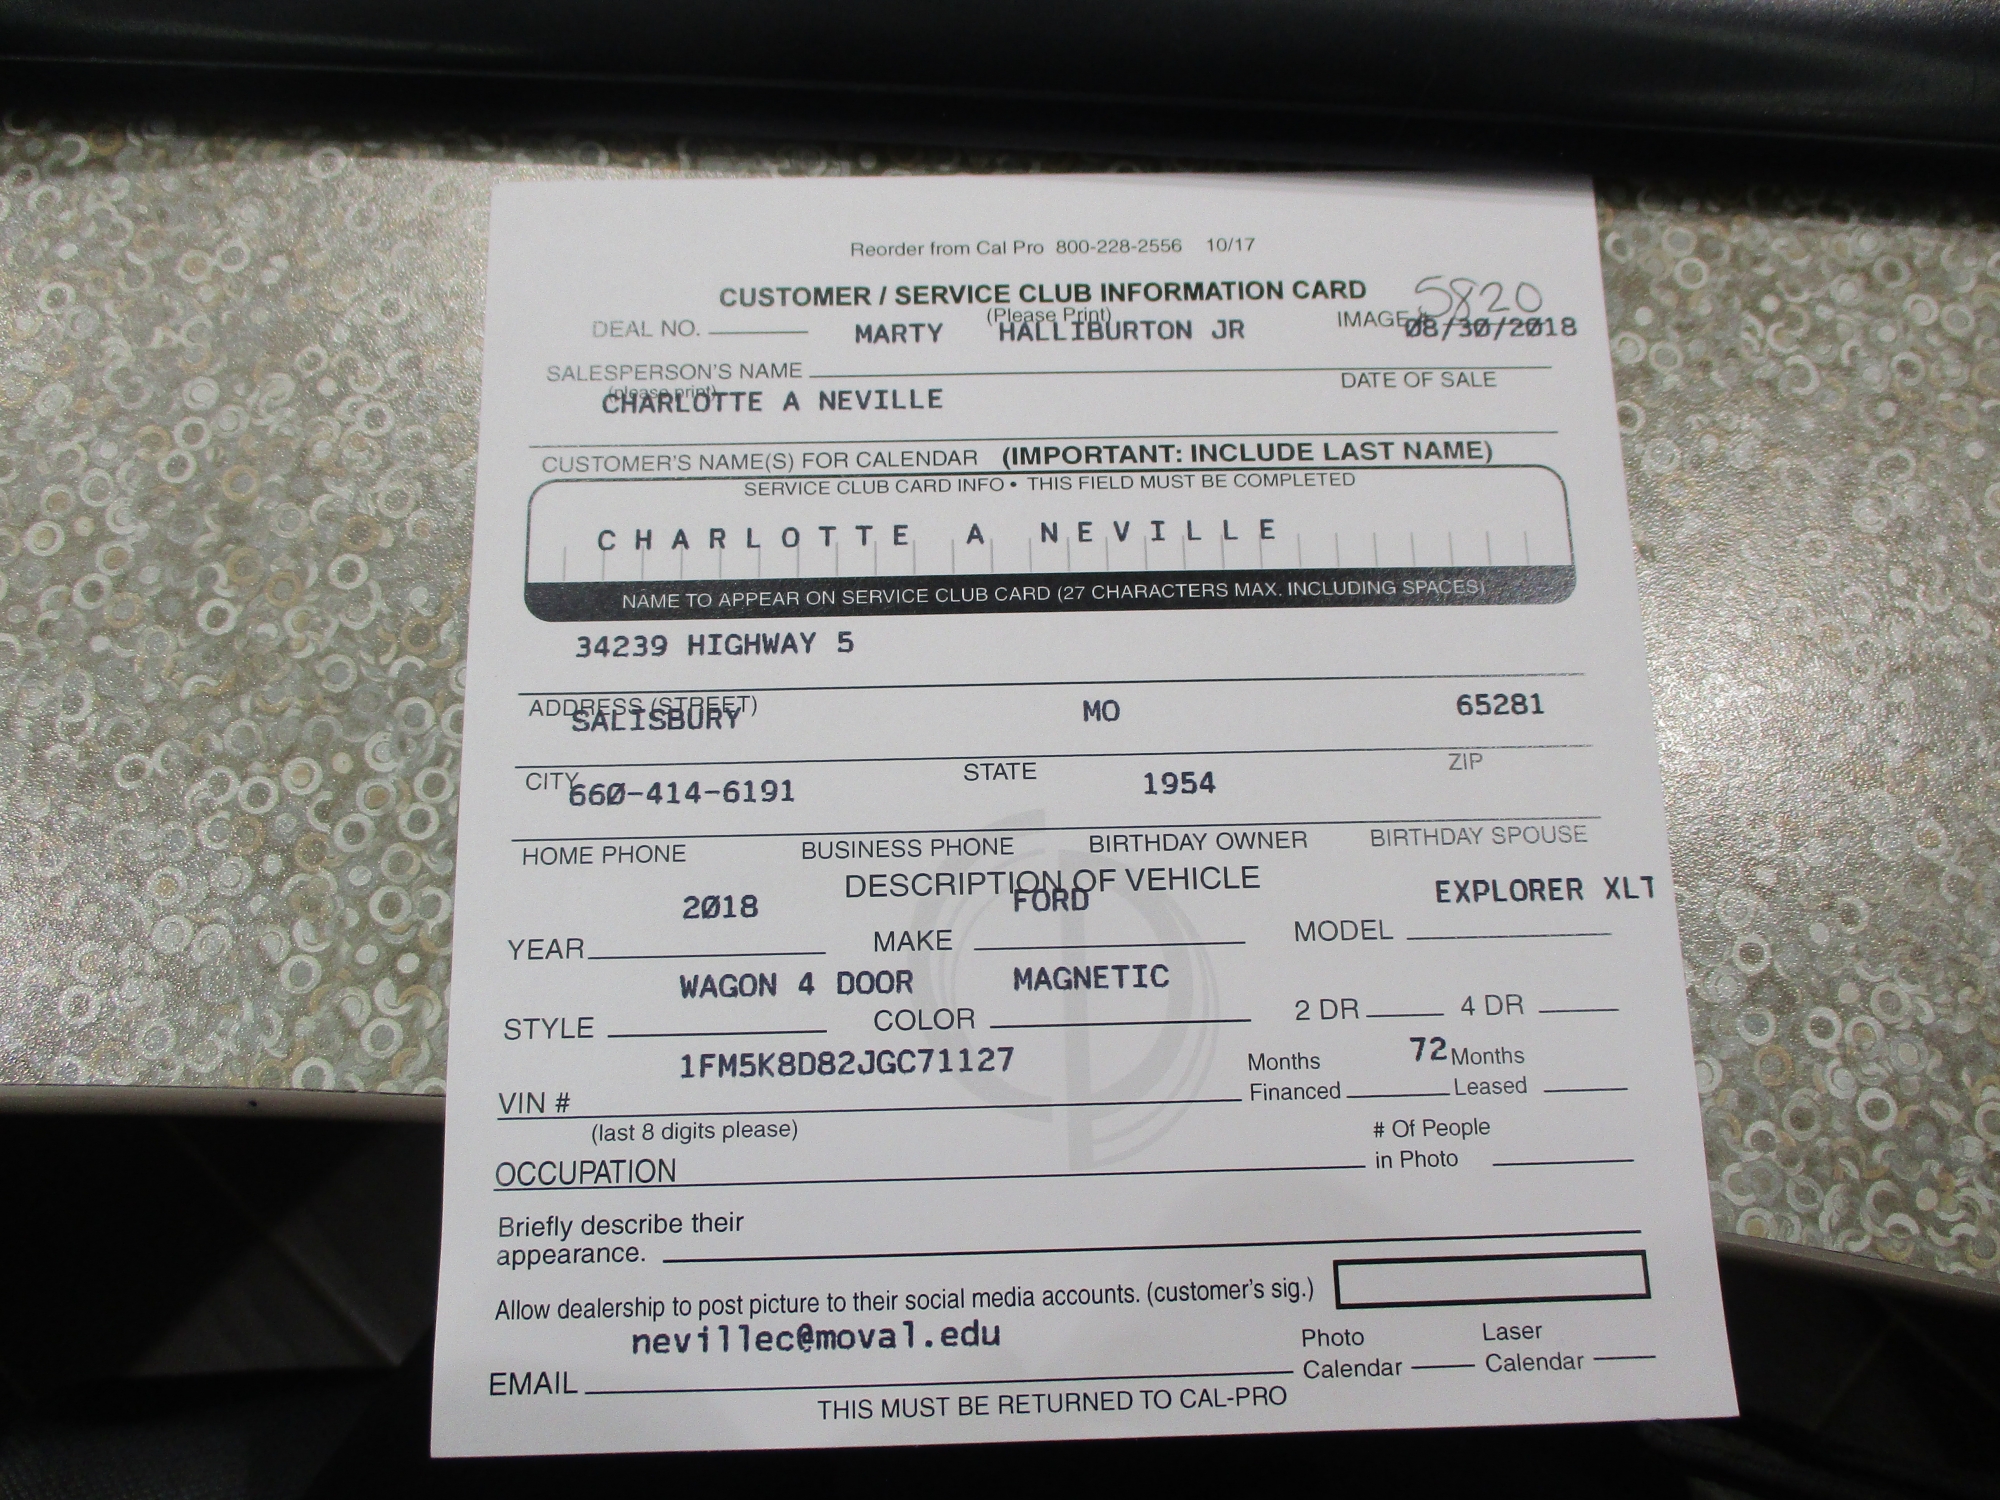 Reorder from Cal Pro 800-228-2556 10/17
CUSTOMER / SERVICE CLUB INFORMATION CARD
(Please Print)
5820
DEAL NO. MARTY HALLIBURTON JR IMAGE 08/30/2018
SALESPERSON'S NAME DATE OF SALE
(please print)
CHARLOTTE A NEVILLE
CUSTOMER'S NAME(S) FOR CALENDAR (IMPORTANT: INCLUDE LAST NAME)
SERVICE CLUB CARD INFO • THIS FIELD MUST BE COMPLETED
CHARLOTTE A NEVILLE
NAME TO APPEAR ON SERVICE CLUB CARD (27 CHARACTERS MAX. INCLUDING SPACES)
34239 HIGHWAY 5
ADDRESS (STREET)
SALISBURY MO 65281
CITY STATE ZIP
660-414-6191 1954
HOME PHONE BUSINESS PHONE BIRTHDAY OWNER BIRTHDAY SPOUSE
DESCRIPTION OF VEHICLE
2018 FORD EXPLORER XLT
YEAR MAKE MODEL
WAGON 4 DOOR MAGNETIC
STYLE COLOR 2 DR 4 DR
1FM5K8D82JGC71127 Months 72 Months
VIN # Financed Leased
(last 8 digits please) # Of People
OCCUPATION in Photo
Briefly describe their
appearance.
Allow dealership to post picture to their social media accounts. (customer's sig.)
nevillec@moval.edu Photo Laser
EMAIL Calendar Calendar
THIS MUST BE RETURNED TO CAL-PRO